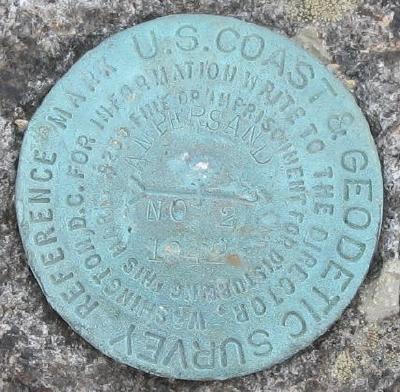 U.S. COAST & GEODETIC SURVEY
REFERENCE MARK
FOR INFORMATION WRITE TO THE DIRECTOR, WASHINGTON, D.C.
$250 FINE OR IMPRISONMENT FOR DISTURBING THIS MARK
AMPERSAND
NO 2
1942